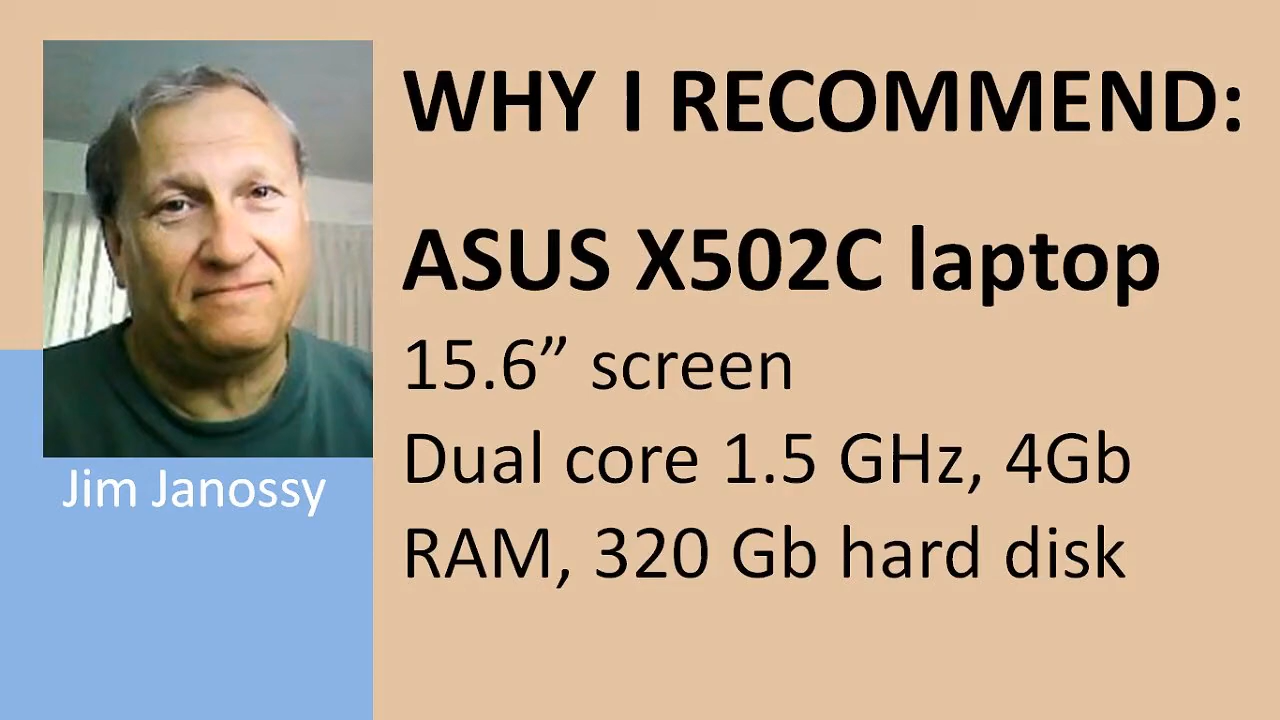 WHY I RECOMMEND:
ASUS X502C laptop
15.6” screen
Dual core 1.5 GHz, 4Gb
RAM, 320 Gb hard disk
Jim Janossy